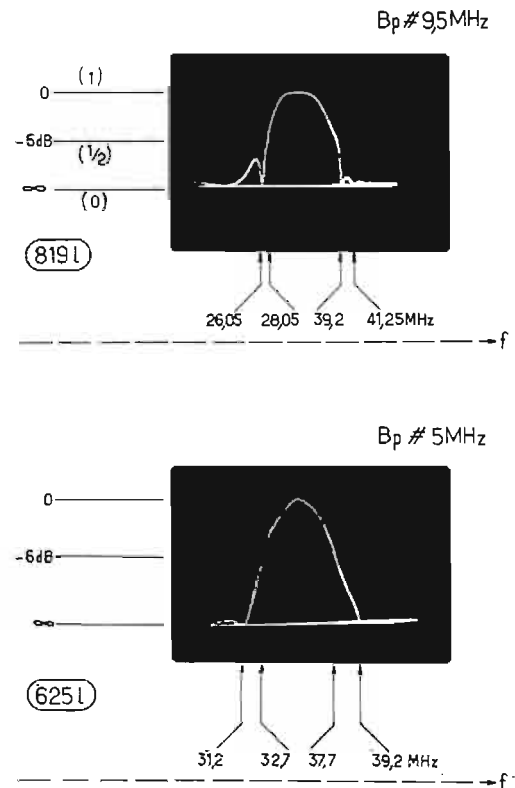 Bp # 9,5MHz
(1)
0
-5dB
(1/2)
∞
(0)
819 l
26,05 28,05 39,2 41,25MHz
f
Bp # 5MHz
0
-6dB
∞
625 l
31,2 32,7 37,7 39,2 MHz
f